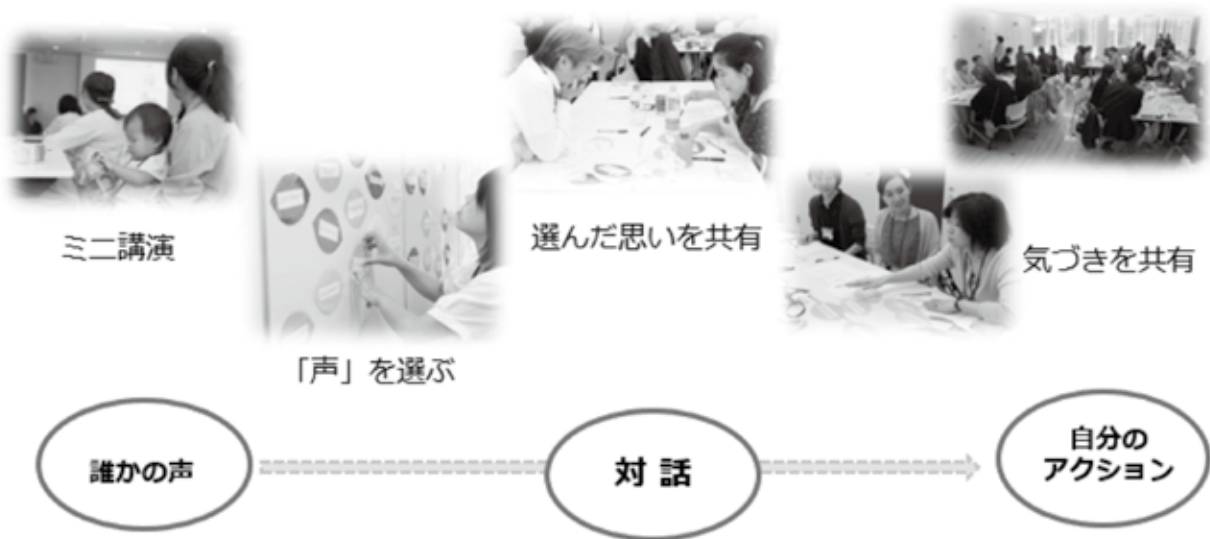 ミニ講演
「声」を選ぶ
選んだ思いを共有
気づきを共有
誰かの声
対 話
自分の
アクション